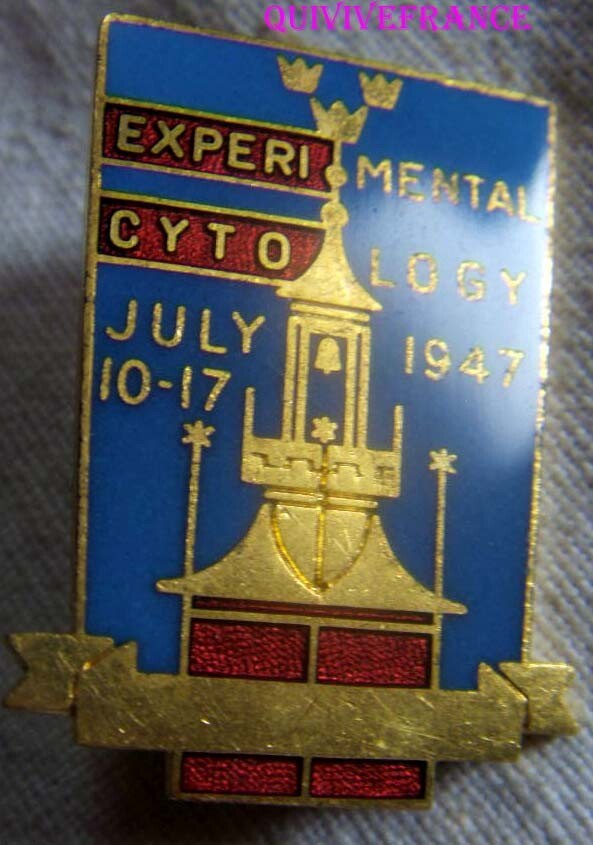 QUIVIVEFRANCE
EXPERI MENTAL
CYTO LOGY
JULY 1947
10-17